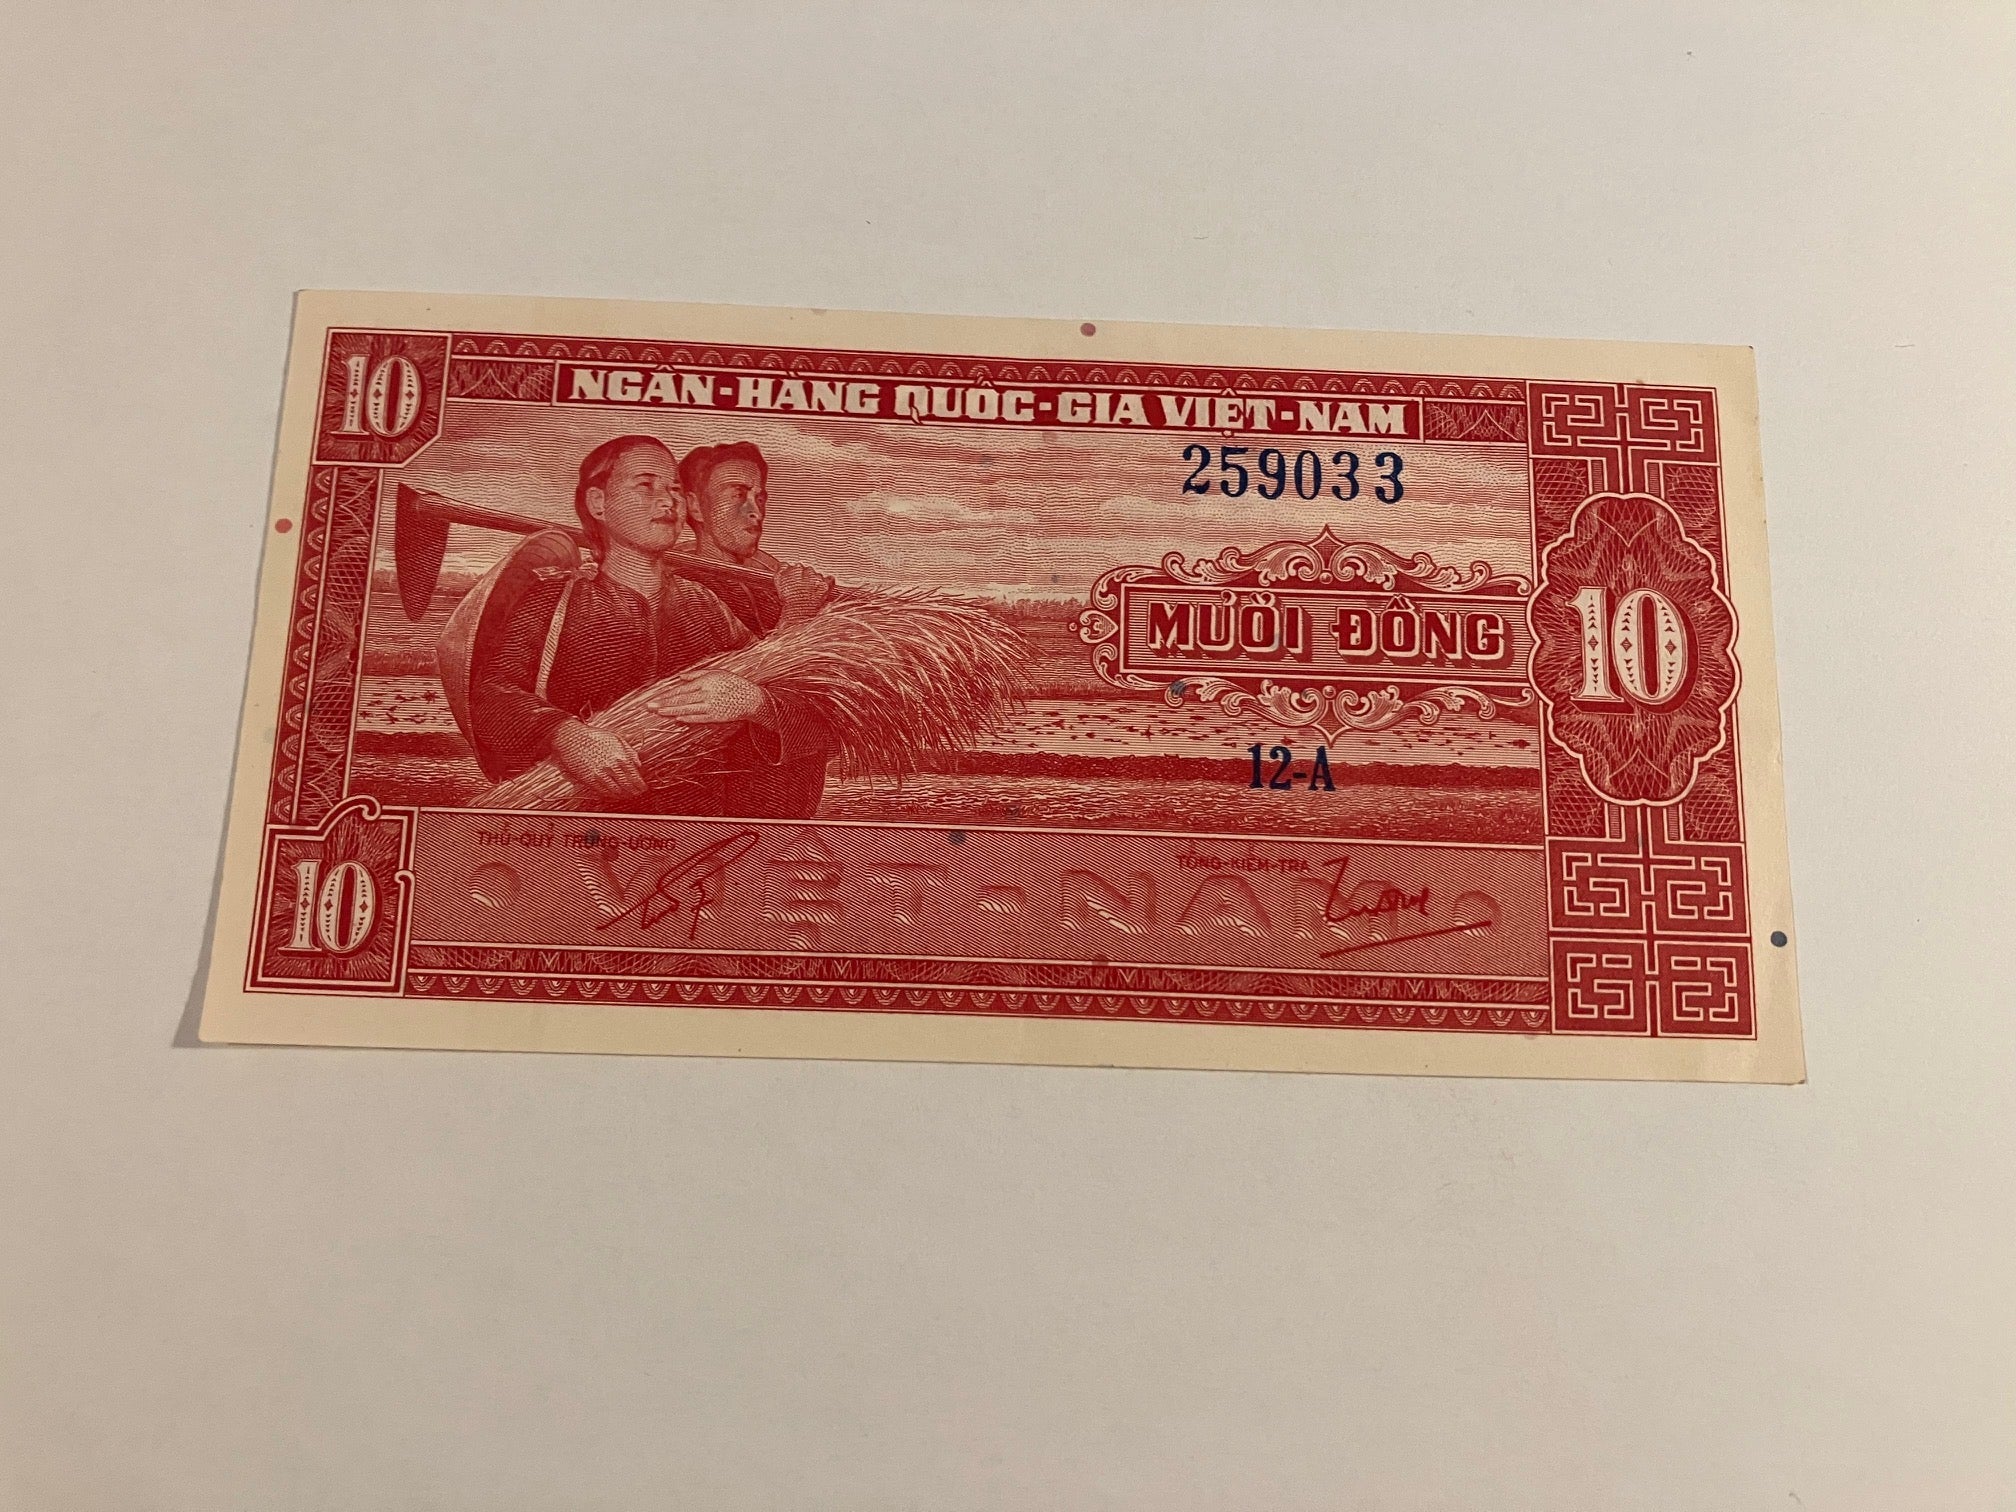 10
NGÂN-HÀNG QUỐC-GIA VIỆT-NAM
259033
MƯỜI ĐỒNG
10
12-A
THỦ-QUỸ TRUNG-ƯƠNG
TỔNG-KIỂM-TRA
VIỆT-NAM
10